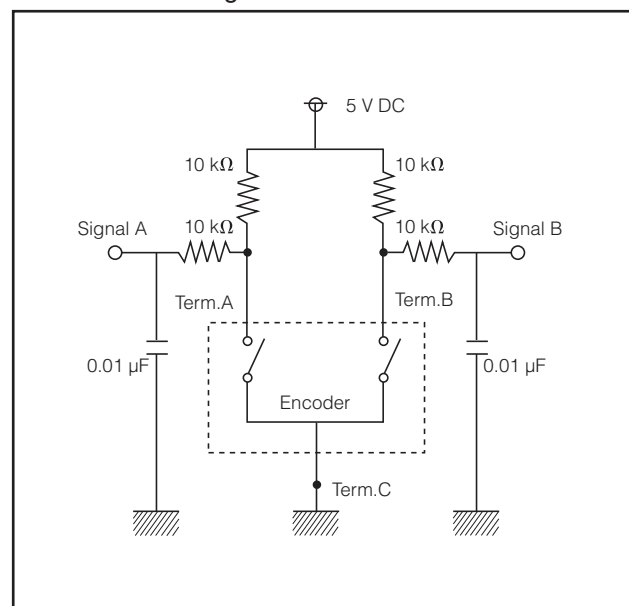 5 V DC
10 kΩ 10 kΩ
10 kΩ 10 kΩ
Signal A Signal B
Term.A Term.B
0.01 µF 0.01 µF
Encoder
Term.C